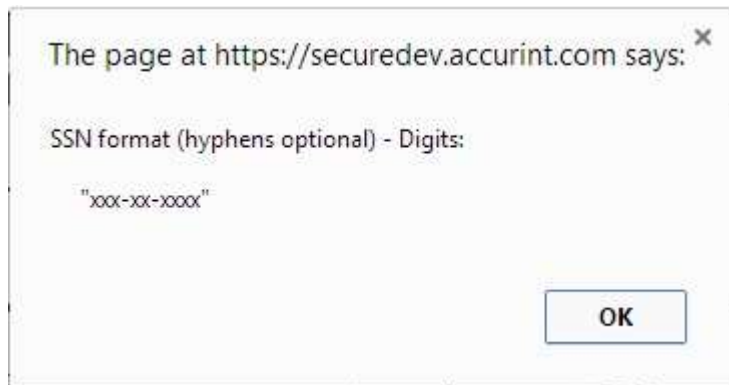 The page at https://securedev.accurint.com says:
SSN format (hyphens optional) - Digits:
"xxx-xx-xxxx"
OK